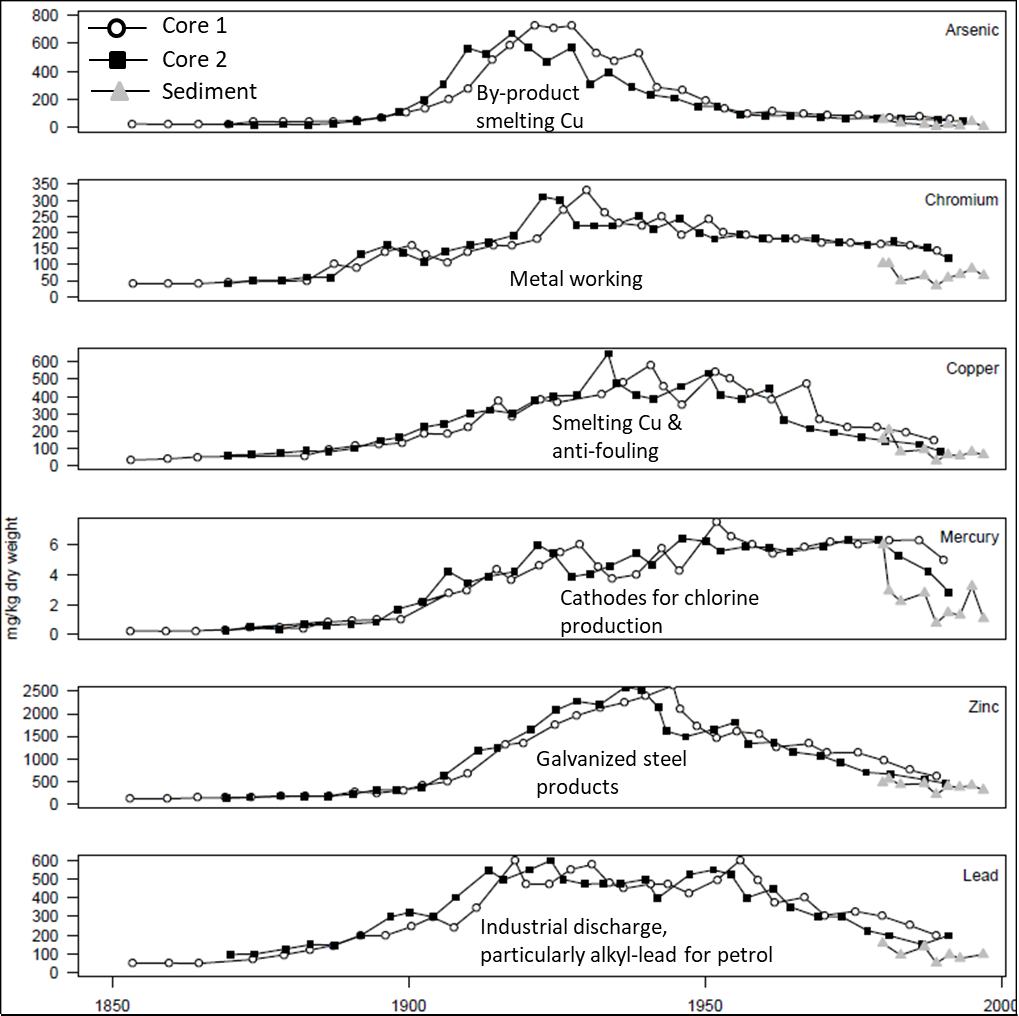 800
600
400
200
0
Core 1
Core 2
Sediment
Arsenic
By-product
smelting Cu
350
300
250
200
150
100
50
0
Chromium
Metal working
600
500
400
300
200
100
0
Copper
Smelting Cu &
anti-fouling
mg/kg dry weight
6
4
2
0
Mercury
Cathodes for chlorine
production
2500
2000
1500
1000
500
0
Zinc
Galvanized steel
products
600
500
400
300
200
100
0
Lead
Industrial discharge,
particularly alkyl-lead for petrol
1850
1900
1950
2000